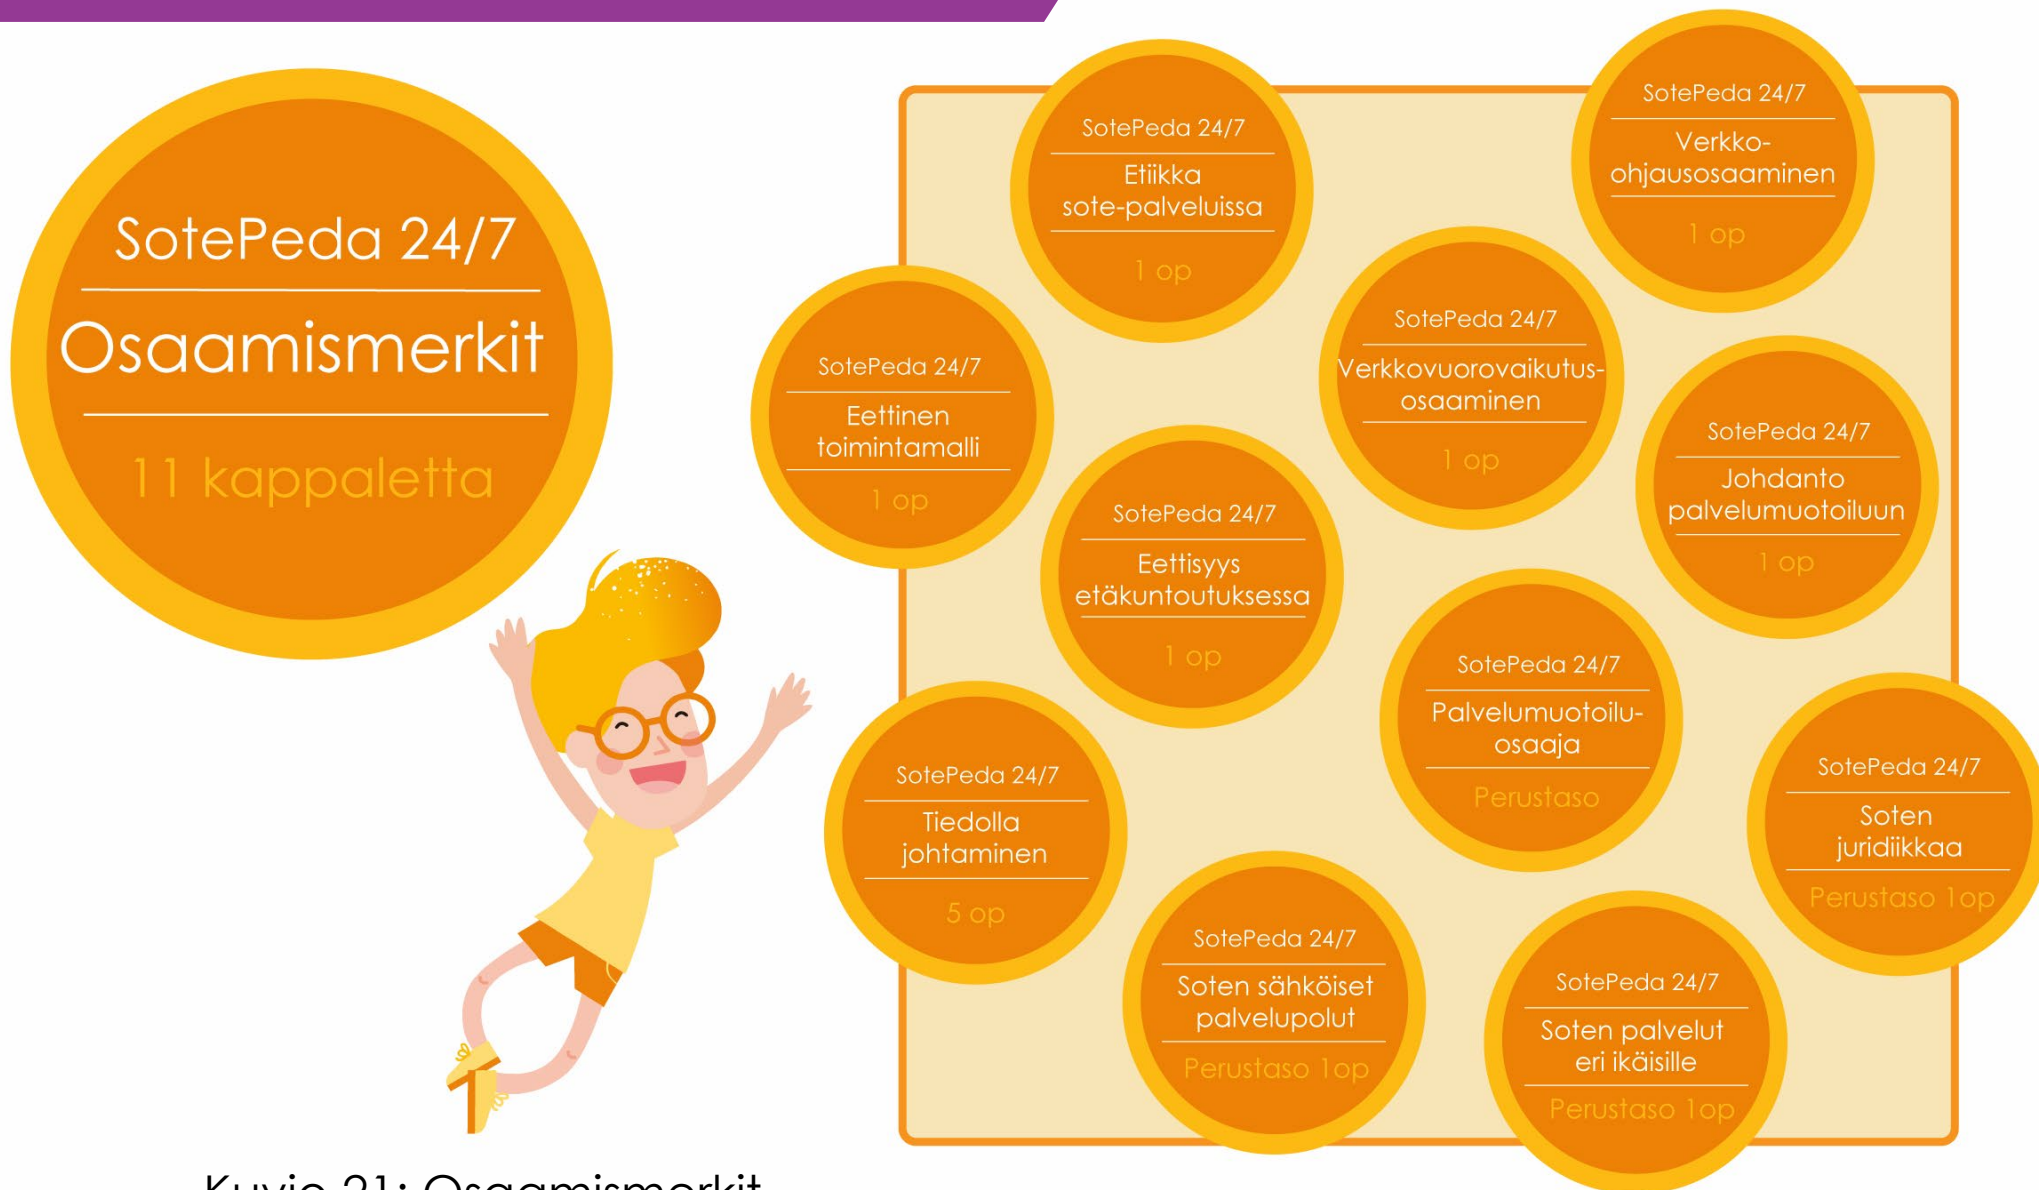 SotePeda 24/7
Osaamismerkit
11 kappaletta
SotePeda 24/7
Etiikka
sote-palveluissa
1 op
SotePeda 24/7
Verkko-
ohjausosaaminen
1 op
SotePeda 24/7
Eettinen
toimintamalli
1 op
SotePeda 24/7
Verkkovuorovaikutus-
osaaminen
1 op
SotePeda 24/7
Johdanto
palvelumuotoiluun
1 op
SotePeda 24/7
Eettisyys
etäkuntoutuksessa
1 op
SotePeda 24/7
Palvelumuotoilu-
osaaja
Perustaso
SotePeda 24/7
Tiedolla
johtaminen
5 op
SotePeda 24/7
Soten
juridiikkaa
Perustaso 1op
SotePeda 24/7
Soten sähköiset
palvelupolut
Perustaso 1op
SotePeda 24/7
Soten palvelut
eri ikäisille
Perustaso 1op
Kuvio 21: Osaamismerkit